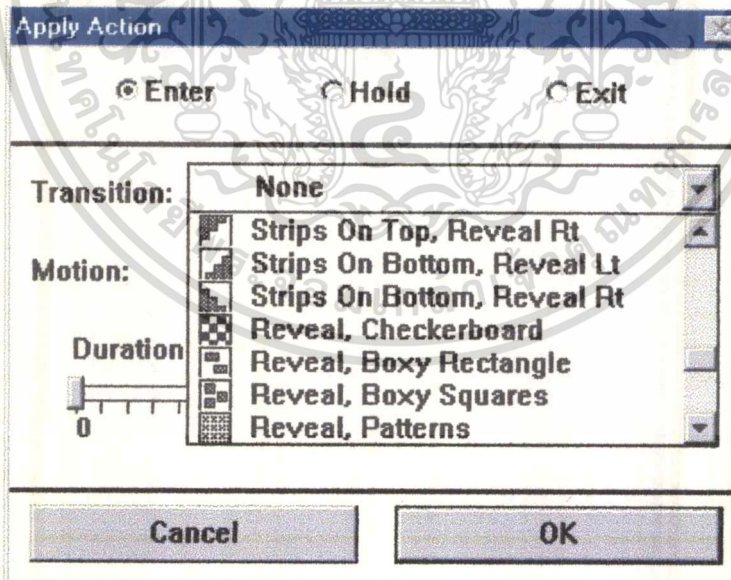 Apply Action
Enter Hold Exit
Transition: None
Strips On Top, Reveal Rt
Motion: Strips On Bottom, Reveal Lt
Strips On Bottom, Reveal Rt
Reveal, Checkerboard
Duration Reveal, Boxy Rectangle
Reveal, Boxy Squares
0 Reveal, Patterns
Cancel OK